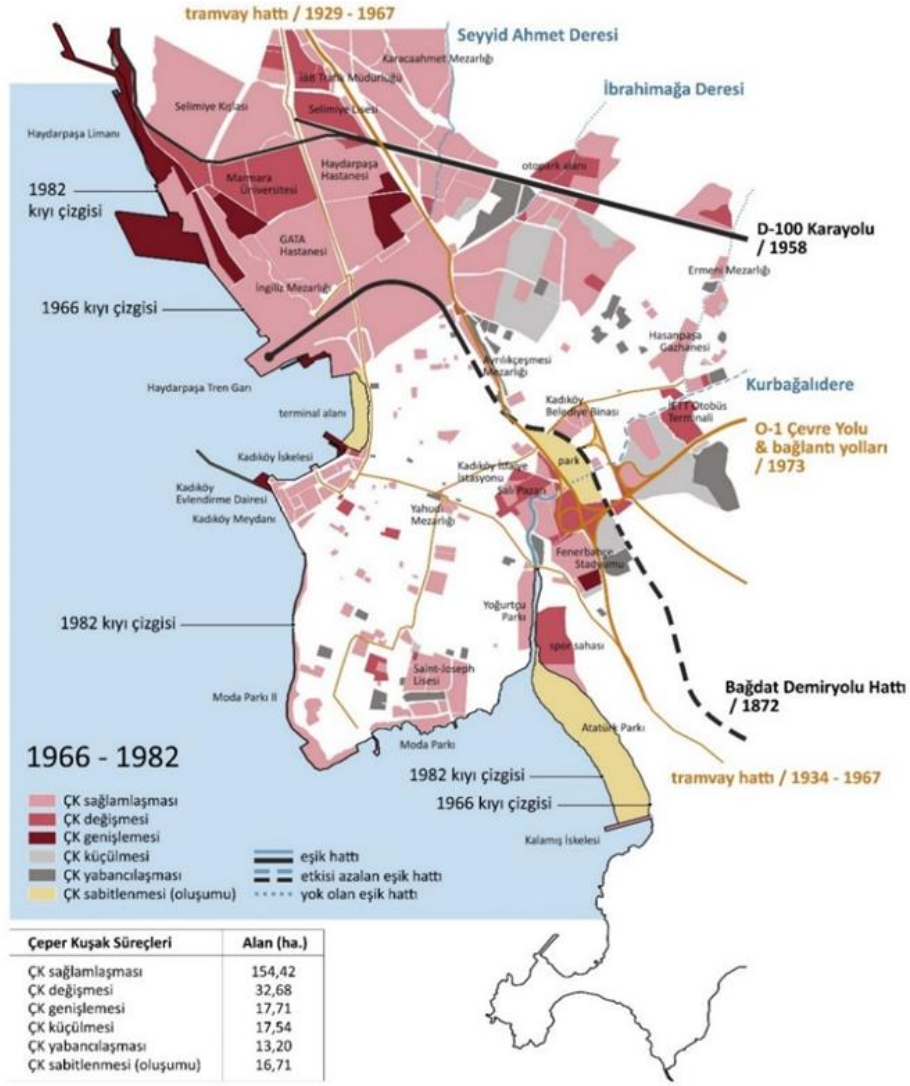 tramvay hattı / 1929 - 1967
Seyyid Ahmet Deresi
Karacaahmet Mezarlığı
İBB Trafik Müdürlüğü
İbrahimağa Deresi
Selimiye Kışlası
Selimiye Lisesi
Haydarpaşa Limanı
Haydarpaşa
Hastanesi
otopark alanı
Marmara
Üniversitesi
1982
kıyı çizgisi
D-100 Karayolu
/ 1958
GATA
Hastanesi
Ermeni Mezarlığı
İngiliz Mezarlığı
1966 kıyı çizgisi
Hasanpaşa
Gazhanesi
Ayrılıkçeşmesi
Mezarlığı
Haydarpaşa Tren Garı
Kurbağalıdere
Kadıköy
Belediye Binası
İETT Otobüs
Terminali
terminal alanı
O-1 Çevre Yolu
& bağlantı yolları
/ 1973
Kadıköy İskelesi
park
Kadıköy İtfaiye
İstasyonu
Salı Pazarı
Kadıköy
Evlendirme Dairesi
Kadıköy Meydanı
Yahudi
Mezarlığı
Fenerbahçe
Stadyumu
Yoğurtçu
Parkı
1982 kıyı çizgisi
spor sahası
Saint-Joseph
Lisesi
Bağdat Demiryolu Hattı
/ 1872
Moda Parkı II
Atatürk Parkı
Moda Parkı
1966 - 1982
1982 kıyı çizgisi
tramvay hattı / 1934 - 1967
1966 kıyı çizgisi
Kalamış İskelesi
ÇK sağlamlaşması
ÇK değişmesi
ÇK genişlemesi
ÇK küçülmesi
ÇK yabancılaşması
ÇK sabitlenmesi (oluşumu)
eşik hattı
etkisi azalan eşik hattı
yok olan eşik hattı
Çeper Kuşak Süreçleri Alan (ha.)
ÇK sağlamlaşması 154,42
ÇK değişmesi 32,68
ÇK genişlemesi 17,71
ÇK küçülmesi 17,54
ÇK yabancılaşması 13,20
ÇK sabitlenmesi (oluşumu) 16,71